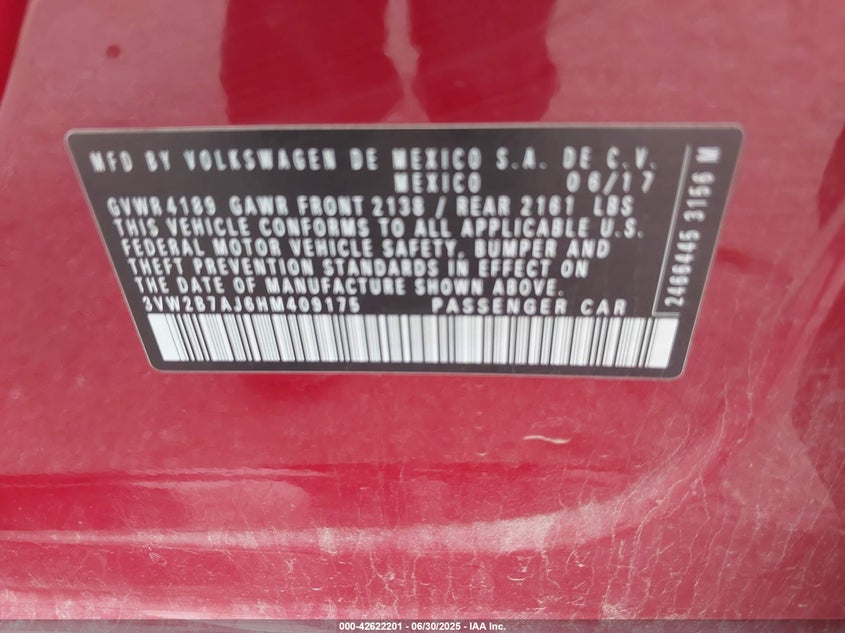 MFD BY VOLKSWAGEN DE MEXICO S.A. DE C.V.
MEXICO 06/17
GVWR 4189 GAWR FRONT 2138 / REAR 2161 LBS
THIS VEHICLE CONFORMS TO ALL APPLICABLE U.S.
FEDERAL MOTOR VEHICLE SAFETY, BUMPER AND
THEFT PREVENTION STANDARDS IN EFFECT ON
THE DATE OF MANUFACTURE SHOWN ABOVE.
3VW2B7AJ6HM409175 PASSENGER CAR
2466445 3156 M
000-42622201 - 06/30/2025 - IAA Inc.